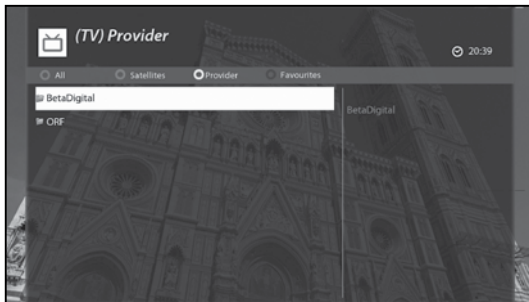 (TV) Provider
20:39
All Satellites Provider Favourites
BetaDigital
BetaDigital
ORF